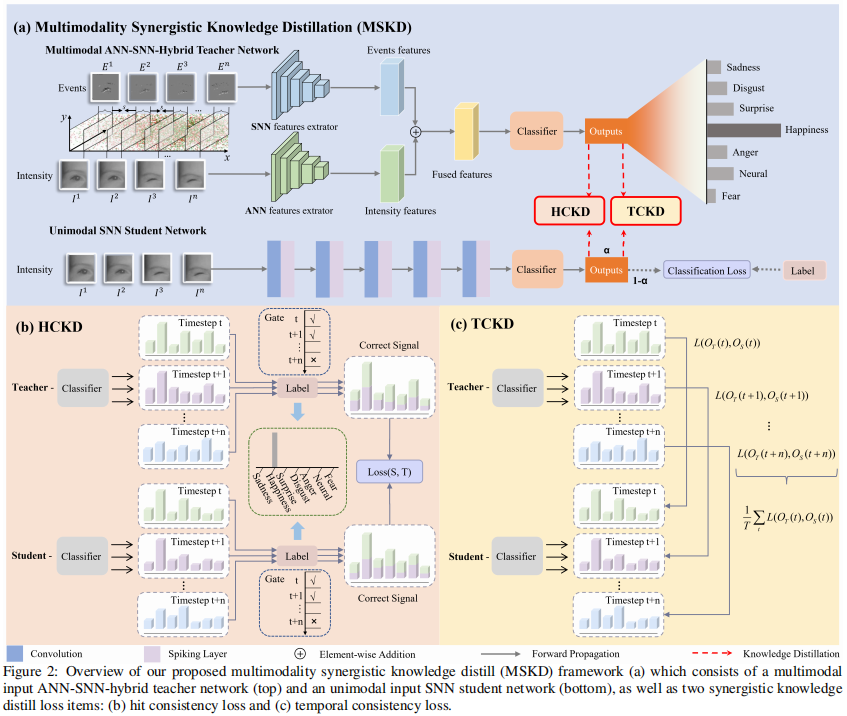 (a) Multimodality Synergistic Knowledge Distillation (MSKD)
Multimodal ANN-SNN-Hybrid Teacher Network
E^1 E^2 E^3 E^n
Events
s s ...
y
x
...
Intensity
I^1 I^2 I^3 I^n
SNN features extrator
ANN features extrator
Events features
Intensity features
Fused features
Classifier
Outputs
Sadness
Disgust
Surprise
Happiness
Anger
Neural
Fear
HCKD
TCKD
Unimodal SNN Student Network
Intensity
I^1 I^2 I^3 I^n
Classifier
Outputs
α
1-α
Classification Loss
Label
(b) HCKD
Teacher -
Classifier
Timestep t
Timestep t+1
⋮
Timestep t+n
Gate t √
t+1 √
⋮
t+n ×
Label
Correct Signal
Sadness
Happiness
Surprise
Disgust
Anger
Neural
Fear
Loss(S, T)
Student -
Classifier
Timestep t
Timestep t+1
⋮
Timestep t+n
Label
Gate t √
t+1 √
⋮
t+n ×
Correct Signal
(c) TCKD
Teacher -
Classifier
Timestep t
Timestep t+1
⋮
Timestep t+n
Student -
Classifier
Timestep t
Timestep t+1
⋮
Timestep t+n
L(O_T(t),O_S(t))
L(O_T(t+1),O_S(t+1))
⋮
L(O_T(t+n),O_S(t+n))
1/T ∑_t L(O_T(t),O_S(t))
Convolution
Spiking Layer
Element-wise Addition
Forward Propagation
Knowledge Distillation
Figure 2: Overview of our proposed multimodality synergistic knowledge distill (MSKD) framework (a) which consists of a multimodal
input ANN-SNN-hybrid teacher network (top) and an unimodal input SNN student network (bottom), as well as two synergistic knowledge
distill loss items: (b) hit consistency loss and (c) temporal consistency loss.